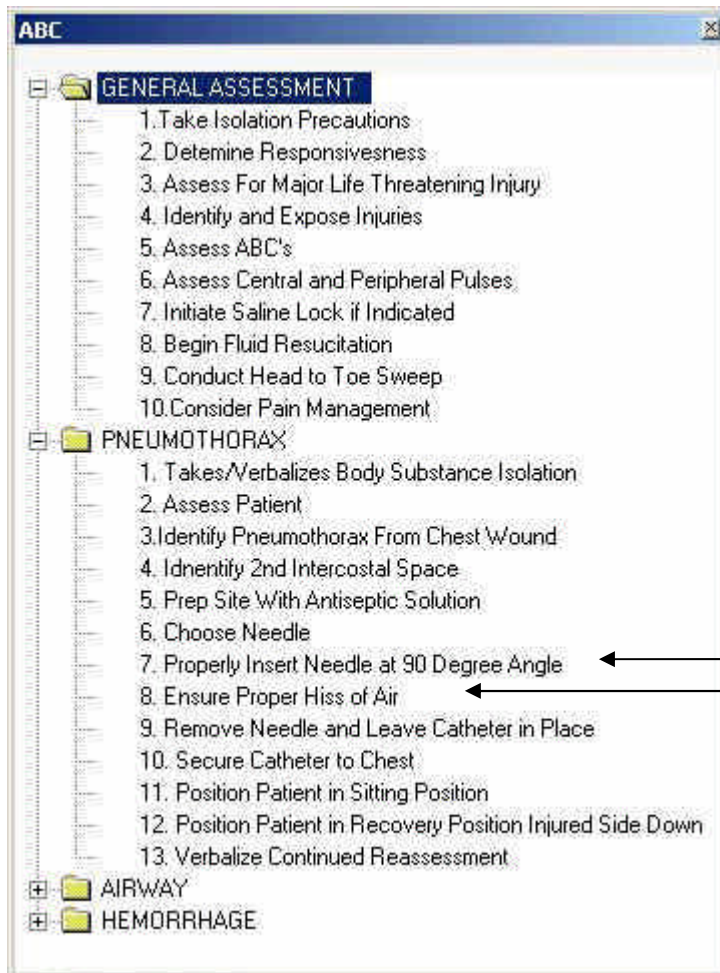 ABC
GENERAL ASSESSMENT
1.Take Isolation Precautions
2. Detemine Responsivesness
3. Assess For Major Life Threatening Injury
4. Identify and Expose Injuries
5. Assess ABC's
6. Assess Central and Peripheral Pulses
7. Initiate Saline Lock if Indicated
8. Begin Fluid Resucitation
9. Conduct Head to Toe Sweep
10.Consider Pain Management
PNEUMOTHORAX
1. Takes/Verbalizes Body Substance Isolation
2. Assess Patient
3.Identify Pneumothorax From Chest Wound
4. Idnentify 2nd Intercostal Space
5. Prep Site With Antiseptic Solution
6. Choose Needle
7. Properly Insert Needle at 90 Degree Angle
8. Ensure Proper Hiss of Air
9. Remove Needle and Leave Catheter in Place
10. Secure Catheter to Chest
11. Position Patient in Sitting Position
12. Position Patient in Recovery Position Injured Side Down
13. Verbalize Continued Reassessment
AIRWAY
HEMORRHAGE